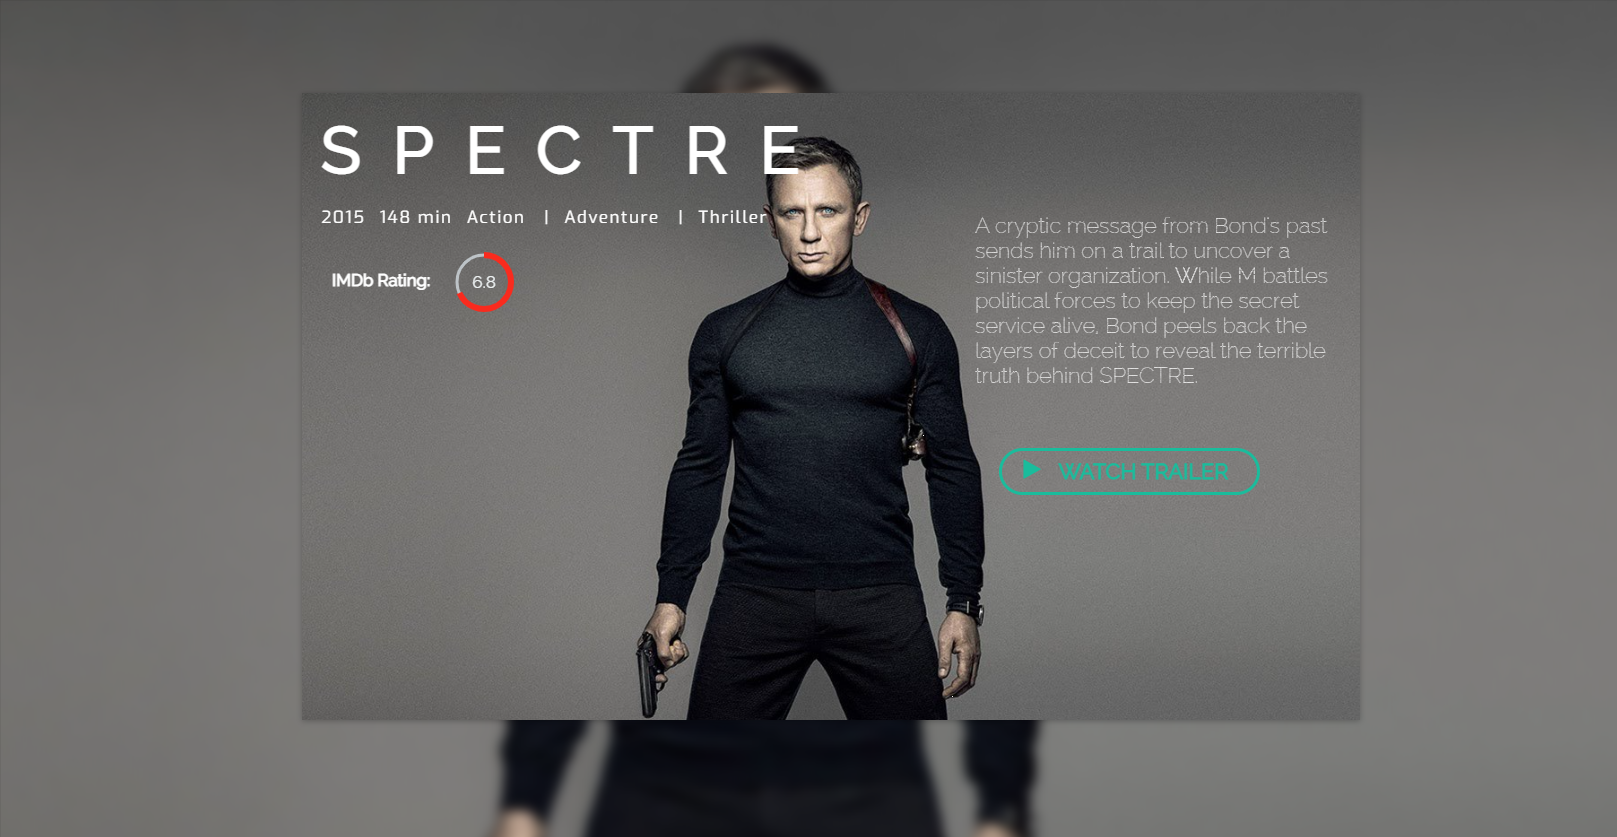 SPECTRE
2015 148 min Action | Adventure | Thriller
IMDb Rating: 6.8
A cryptic message from Bond's past
sends him on a trail to uncover a
sinister organization. While M battles
political forces to keep the secret
service alive, Bond peels back the
layers of deceit to reveal the terrible
truth behind SPECTRE.
WATCH TRAILER